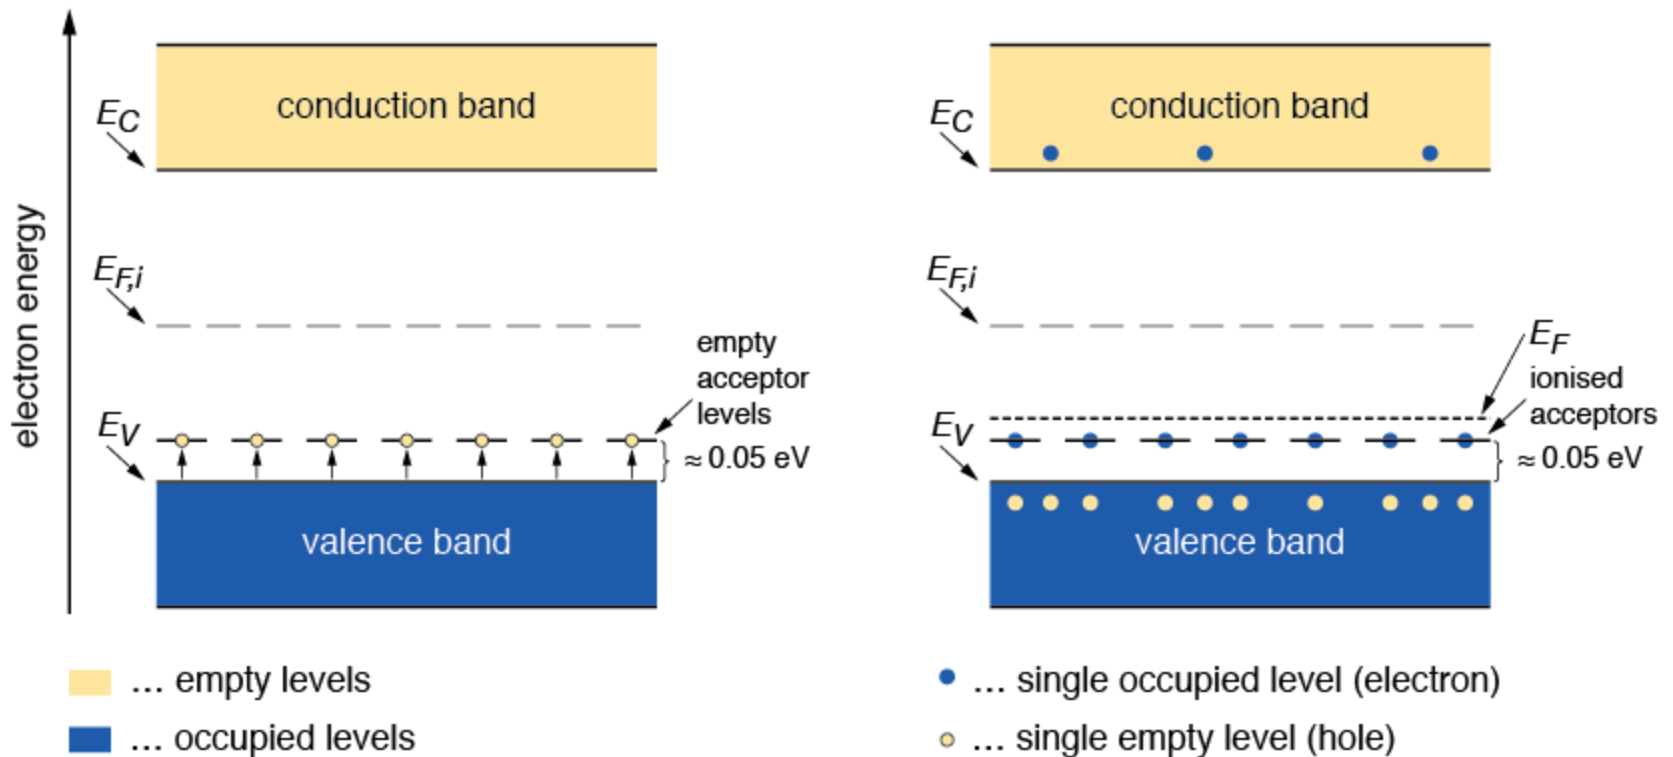 electron energy
conduction band
E_C
E_F,i
empty
acceptor
levels
E_V
≈ 0.05 eV
valence band
conduction band
E_C
E_F,i
E_F
ionised
acceptors
E_V
≈ 0.05 eV
valence band
... empty levels
... occupied levels
... single occupied level (electron)
... single empty level (hole)